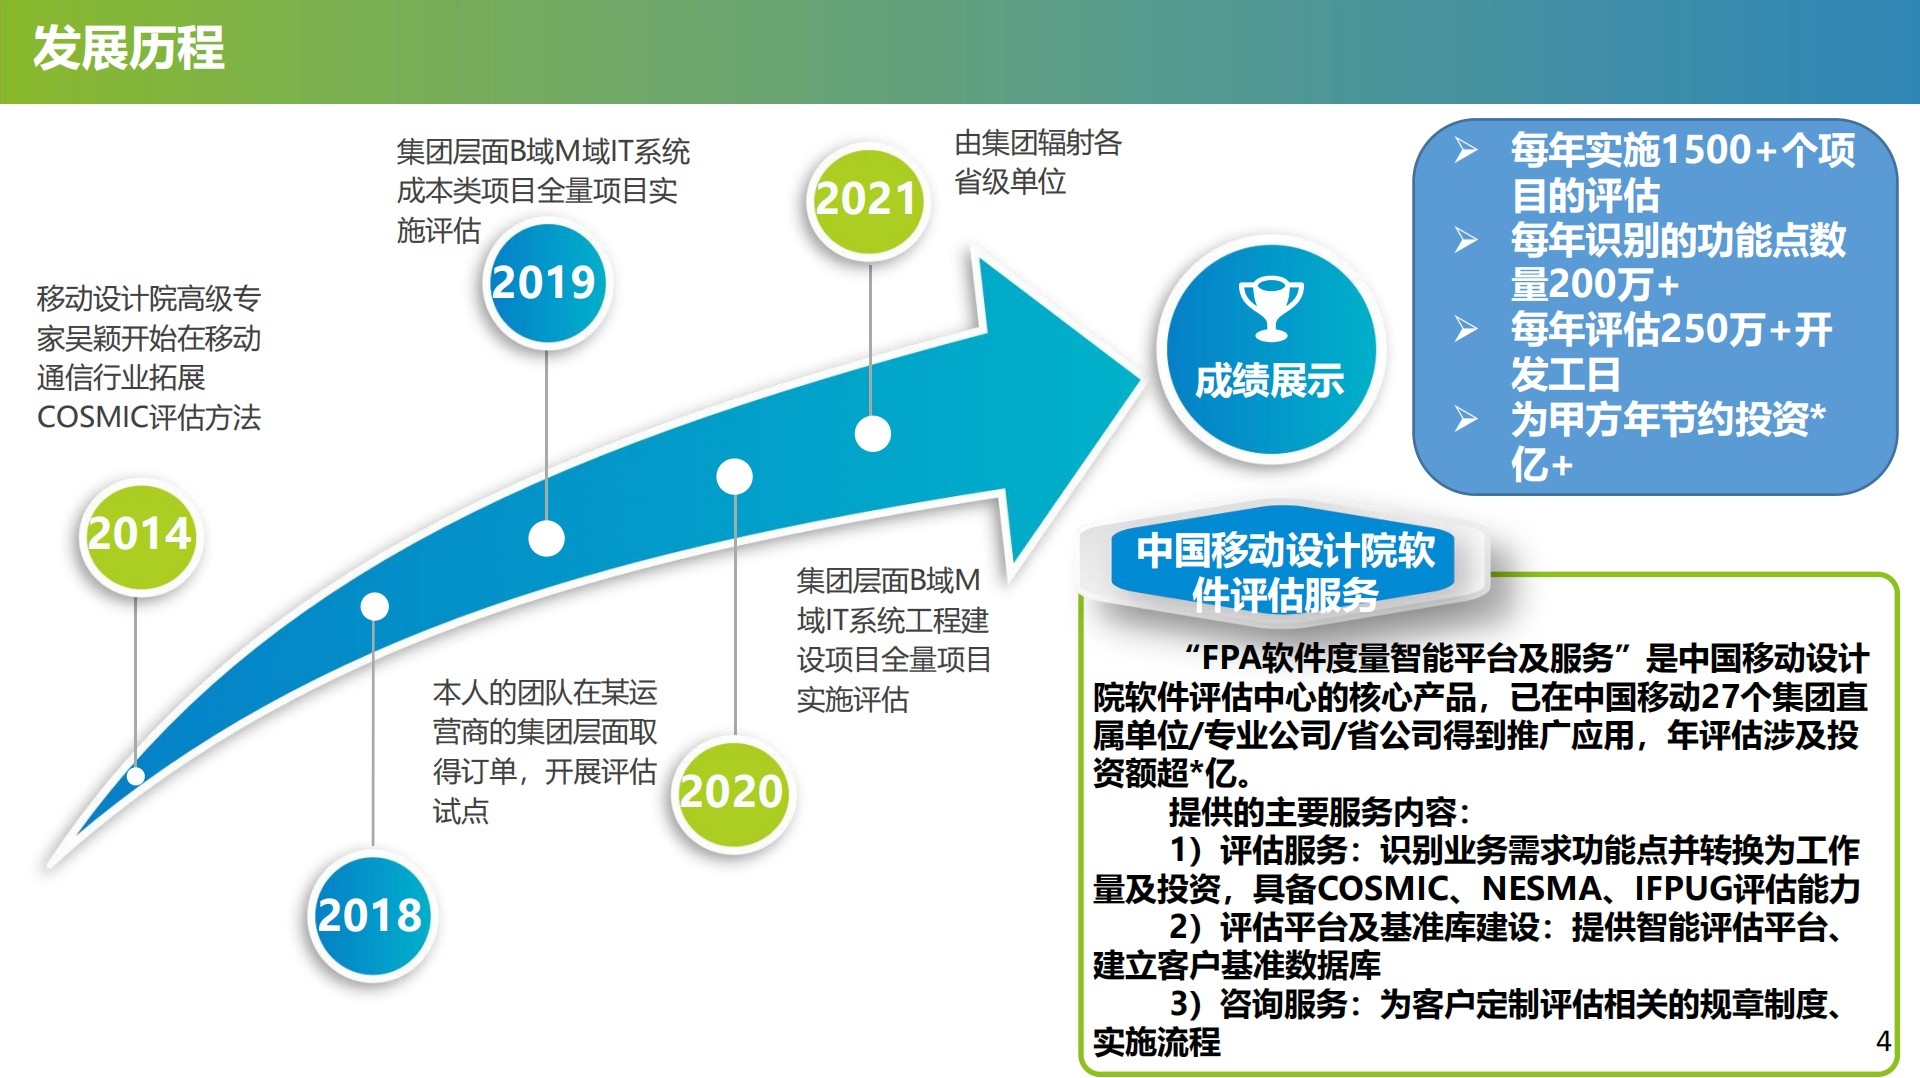 发展历程
移动设计院高级专
家吴颖开始在移动
通信行业拓展
COSMIC评估方法
2014
本人的团队在某运
营商的集团层面取
得订单，开展评估
试点
2018
集团层面B域M域IT系统
成本类项目全量项目实
施评估
2019
集团层面B域M
域IT系统工程建
设项目全量项目
实施评估
2020
由集团辐射各
省级单位
2021
成绩展示
➢ 每年实施1500+个项
目的评估
➢ 每年识别的功能点数
量200万+
➢ 每年评估250万+开
发工日
➢ 为甲方年节约投资*
亿+
中国移动设计院软
件评估服务
“FPA软件度量智能平台及服务”是中国移动设计
院软件评估中心的核心产品，已在中国移动27个集团直
属单位/专业公司/省公司得到推广应用，年评估涉及投
资额超*亿。
提供的主要服务内容：
1）评估服务：识别业务需求功能点并转换为工作
量及投资，具备COSMIC、NESMA、IFPUG评估能力
2）评估平台及基准库建设：提供智能评估平台、
建立客户基准数据库
3）咨询服务：为客户定制评估相关的规章制度、
实施流程
4